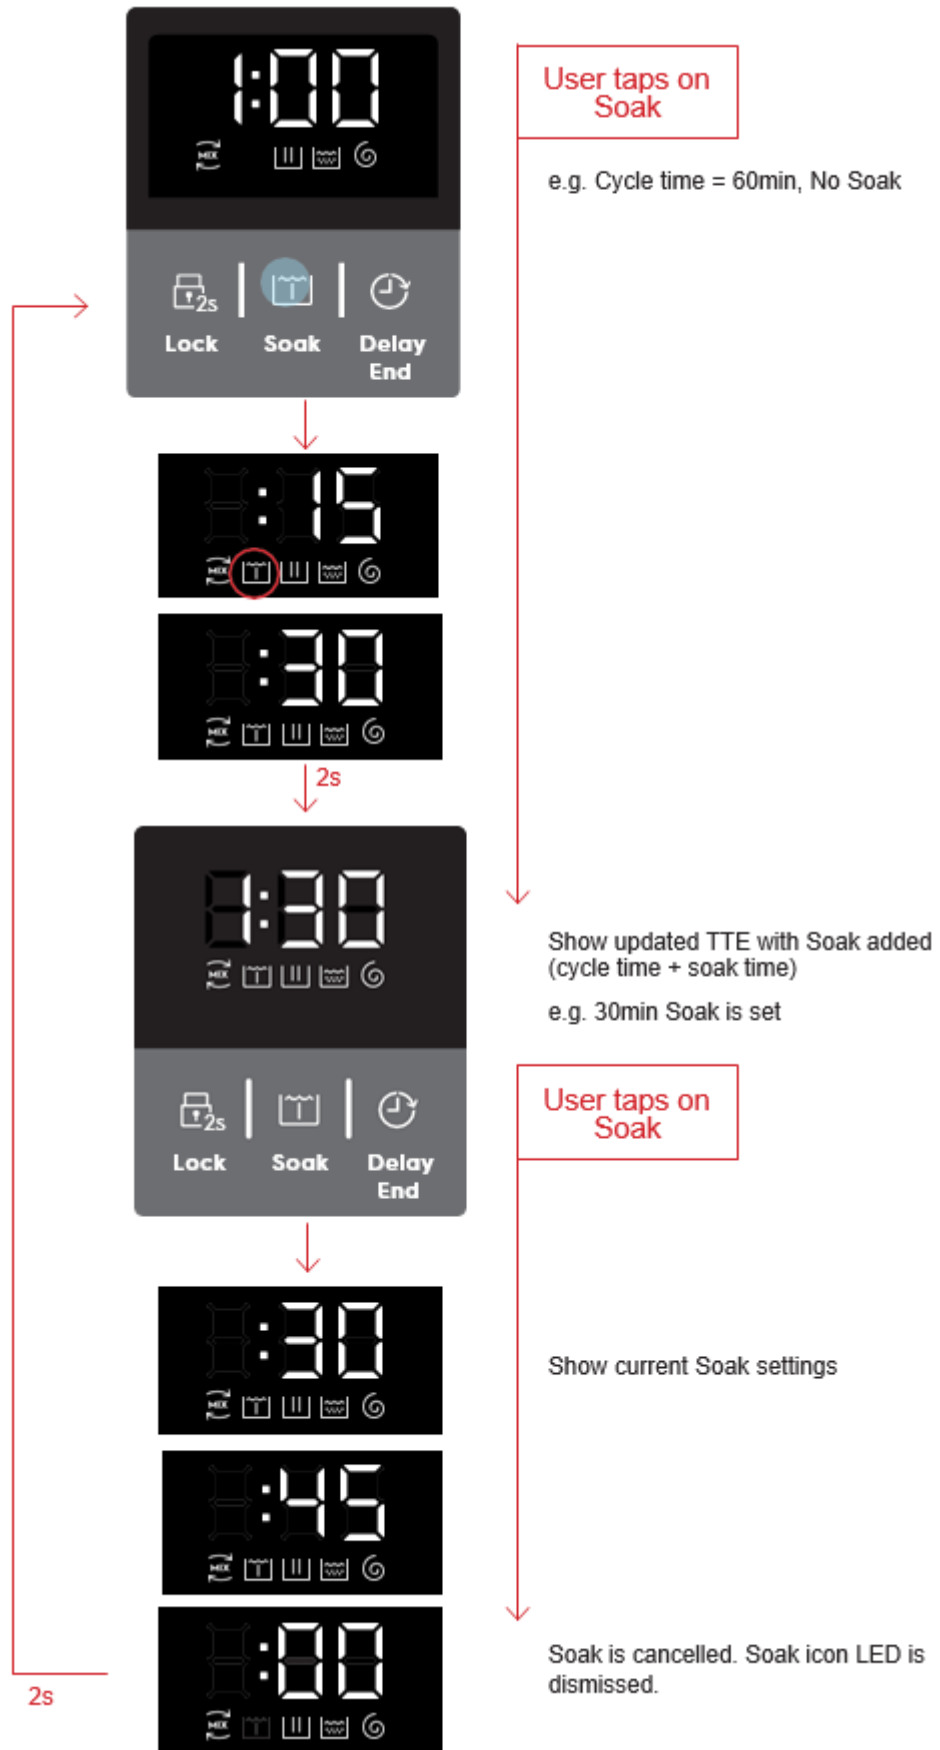 1:00
MIX
2s
Lock
Soak
Delay
End
User taps on
Soak
e.g. Cycle time = 60min, No Soak
:15
MIX
:30
MIX
2s
1:30
MIX
2s
Lock
Soak
Delay
End
Show updated TTE with Soak added
(cycle time + soak time)
e.g. 30min Soak is set
User taps on
Soak
:30
MIX
Show current Soak settings
:45
MIX
:00
MIX
Soak is cancelled. Soak icon LED is
dismissed.
2s